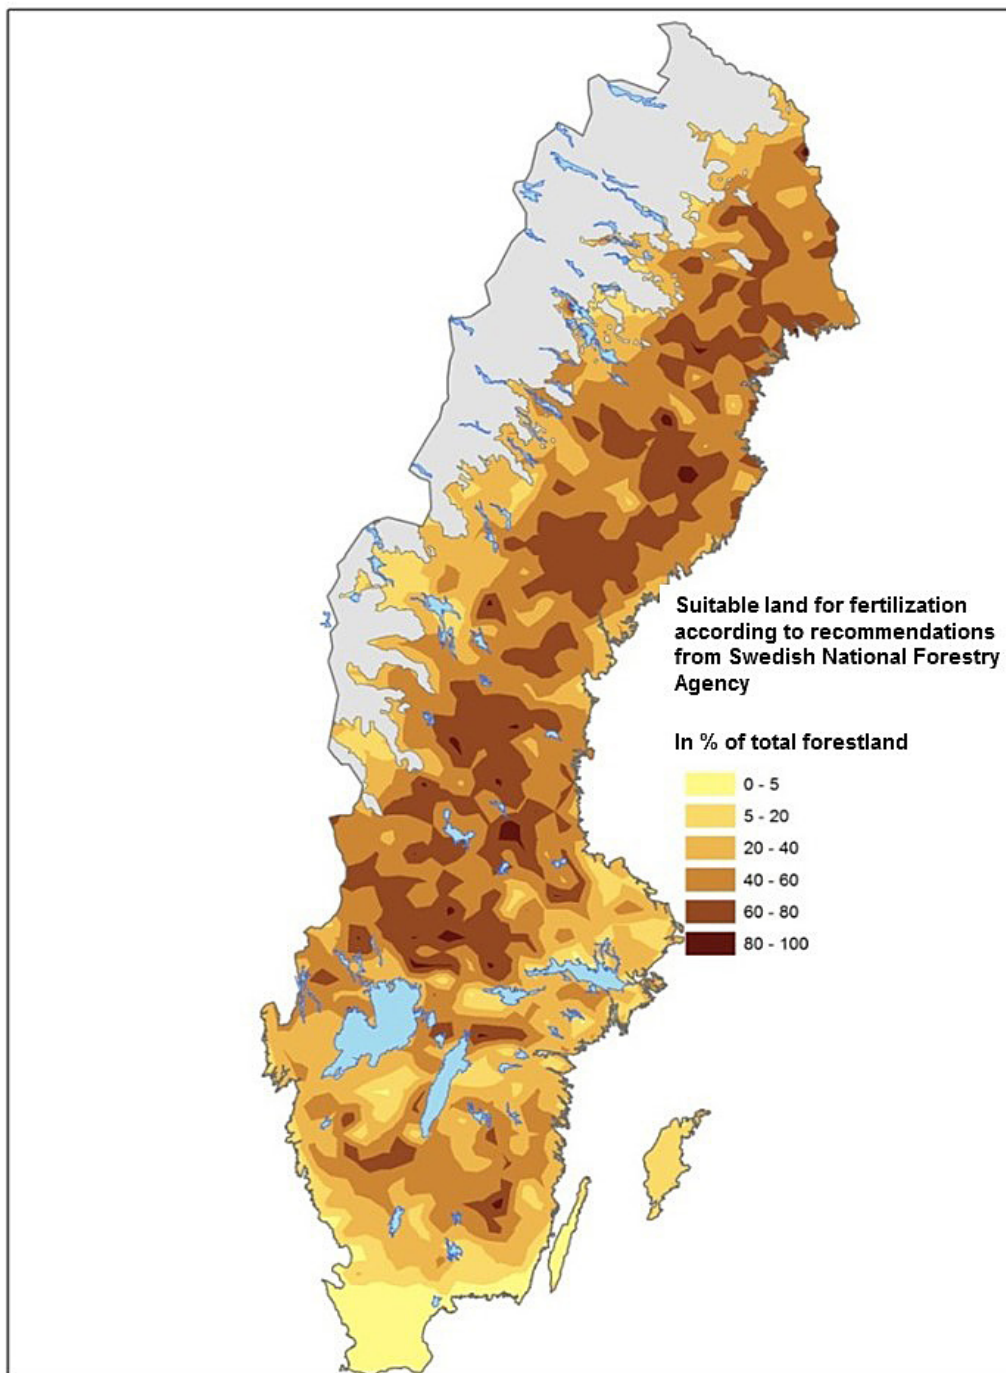 Suitable land for fertilization
according to recommendations
from Swedish National Forestry
Agency
In % of total forestland
0 - 5
5 - 20
20 - 40
40 - 60
60 - 80
80 - 100